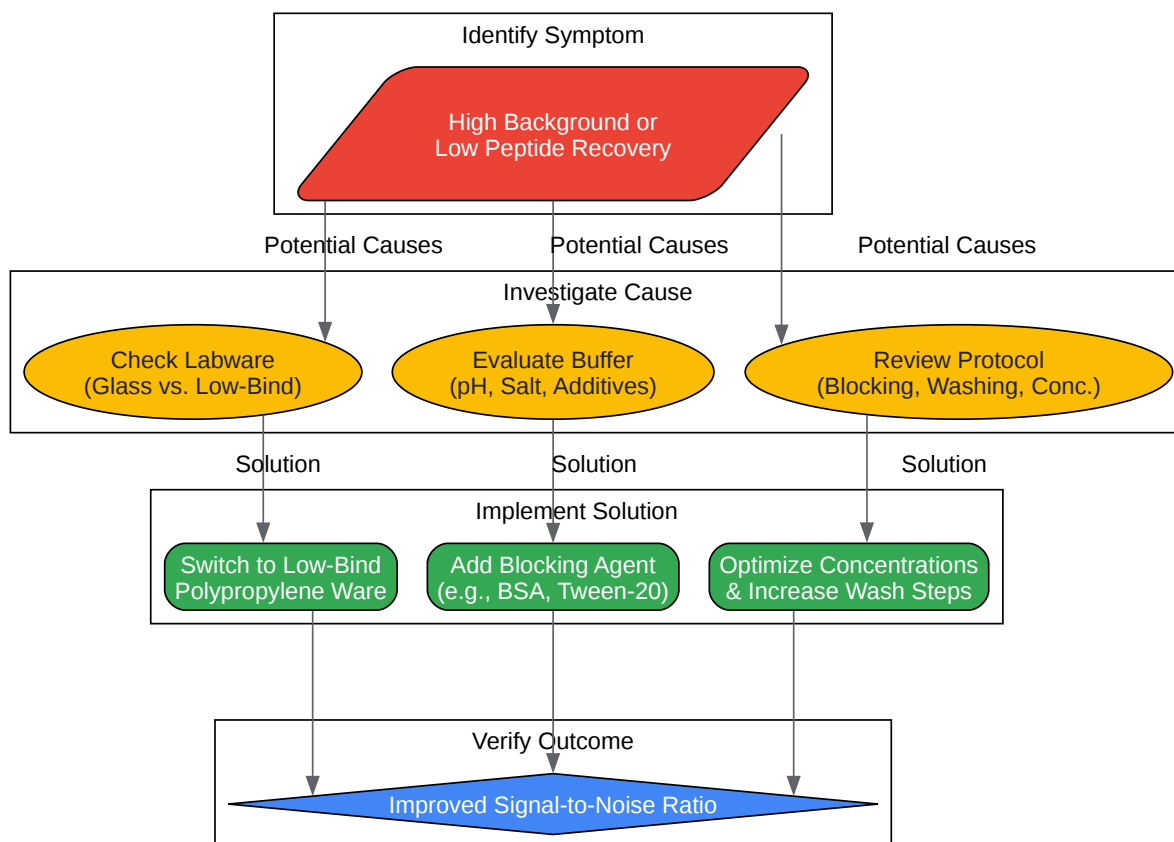 Identify Symptom
High Background or
Low Peptide Recovery
Potential Causes
Potential Causes
Potential Causes
Investigate Cause
Check Labware
(Glass vs. Low-Bind)
Evaluate Buffer
(pH, Salt, Additives)
Review Protocol
(Blocking, Washing, Conc.)
Solution
Solution
Solution
Implement Solution
Switch to Low-Bind
Polypropylene Ware
Add Blocking Agent
(e.g., BSA, Tween-20)
Optimize Concentrations
& Increase Wash Steps
Verify Outcome
Improved Signal-to-Noise Ratio